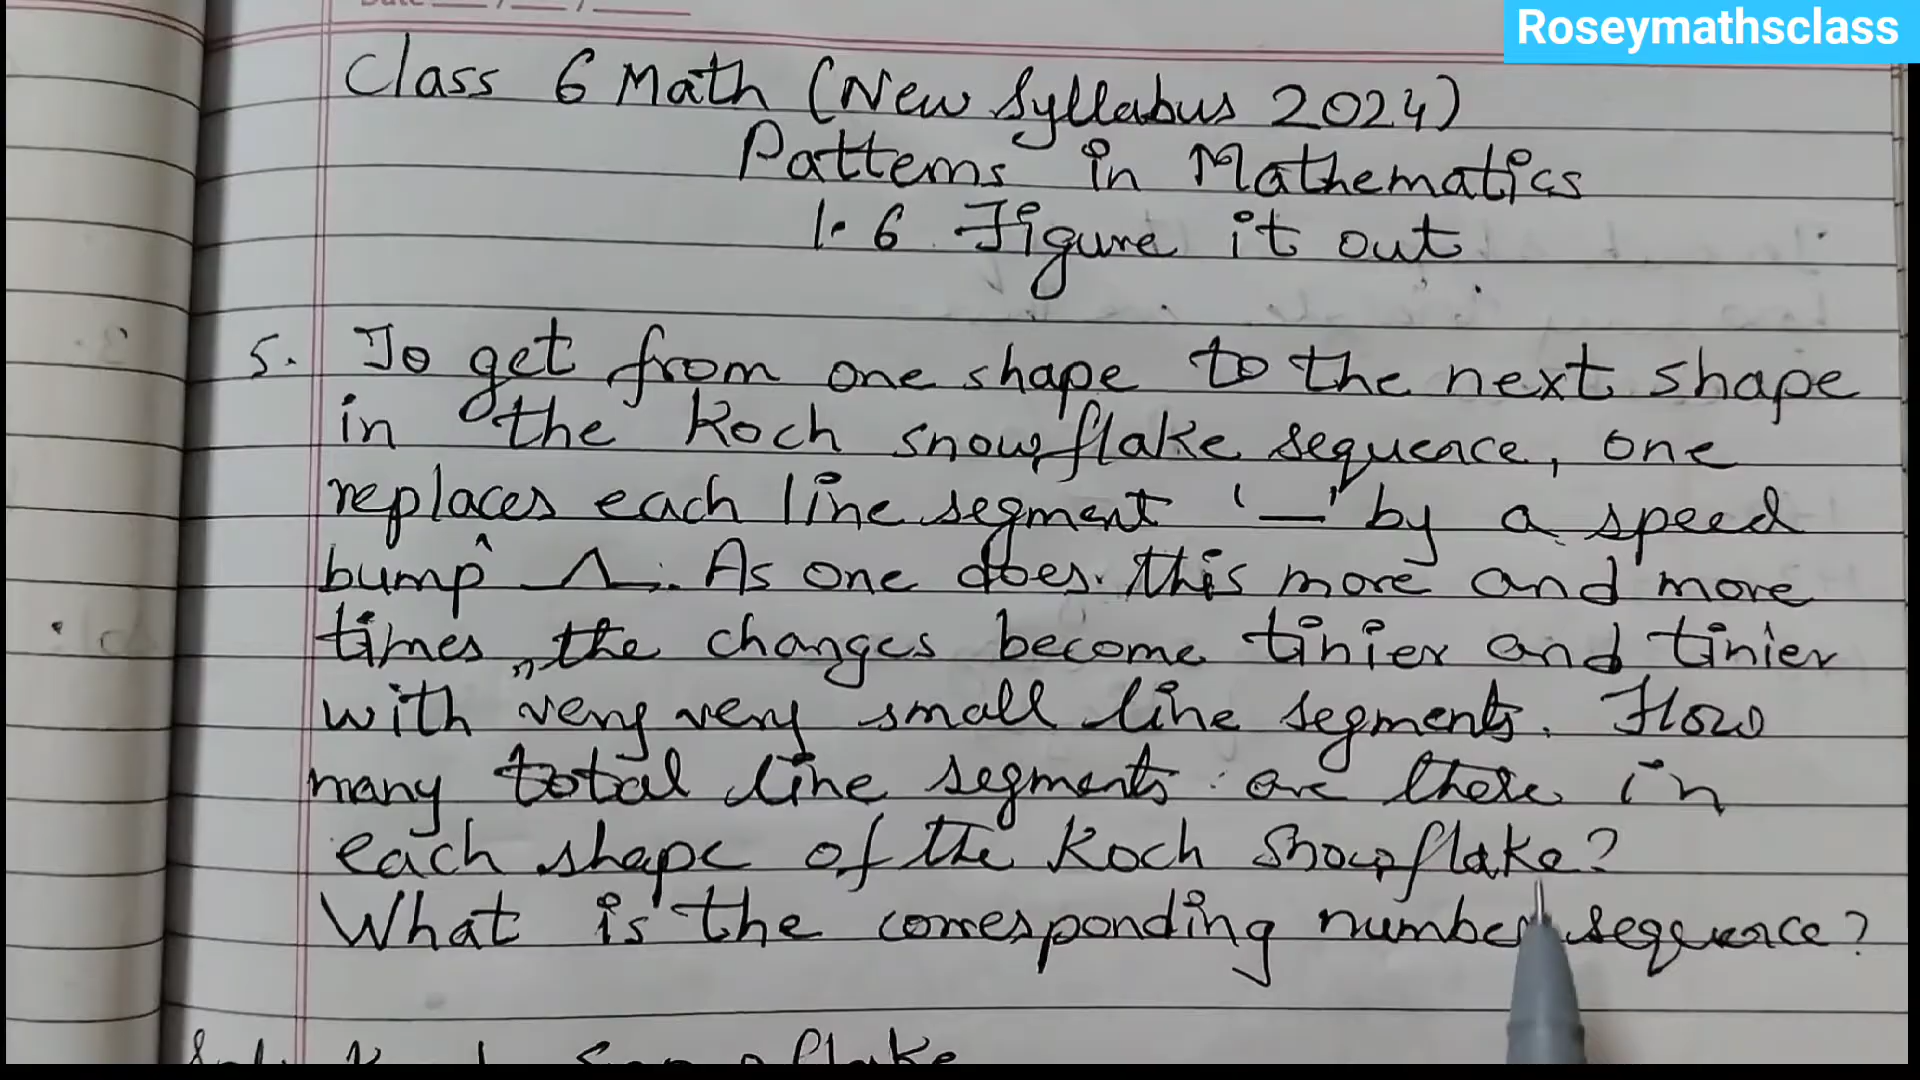 Roseymathsclass
Date ___/___/_____
Class 6 Math (New Syllabus 2024)
Patterns in Mathematics
1.6 Figure it out
5. To get from one shape to the next shape
in the Koch snowflake sequence, one
replaces each line segment '—' by a speed
bump ^. As one does this more and more
times, the changes become tinier and tinier
with very very small line segments. How
many total line segments are there in
each shape of the Koch Snowflake?
What is the corresponding number sequence?